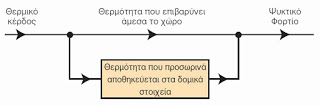 Θερμικό
κέρδος
Θερμότητα που επιβαρύνει
άμεσα το χώρο
Ψυκτικό
Φορτίο
Θερμότητα που προσωρινά
αποθηκεύεται στα δομικά
στοιχεία